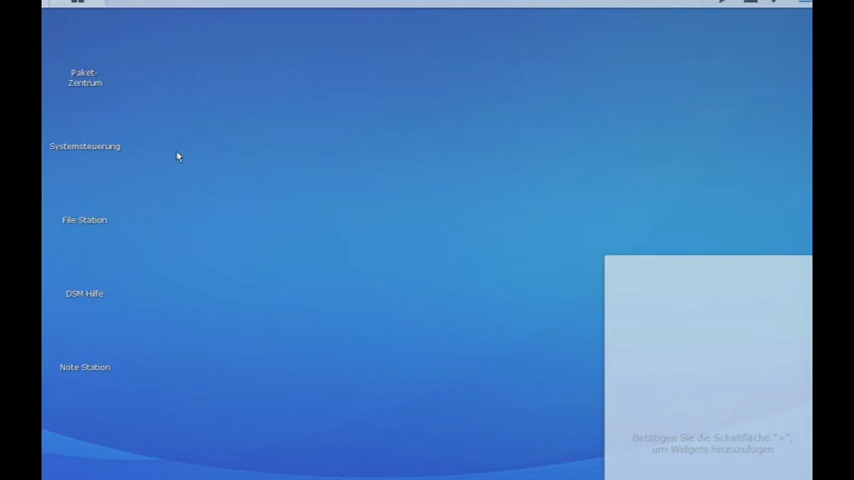 Paket-
Zentrum
Systemsteuerung
File Station
DSM Hilfe
Note Station
Betätigen Sie die Schaltfläche "+",
um Widgets hinzuzufügen